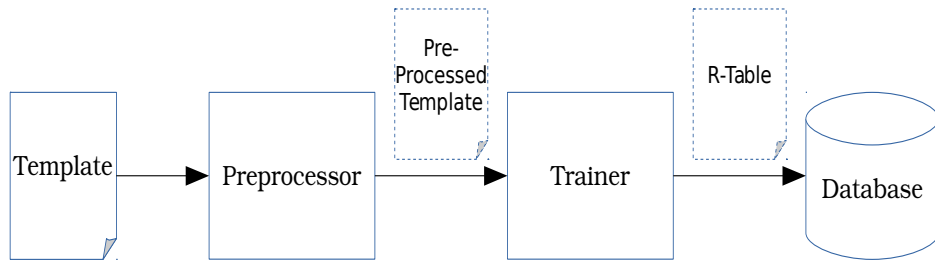 Template
Preprocessor
Pre-
Processed
Template
Trainer
R-Table
Database